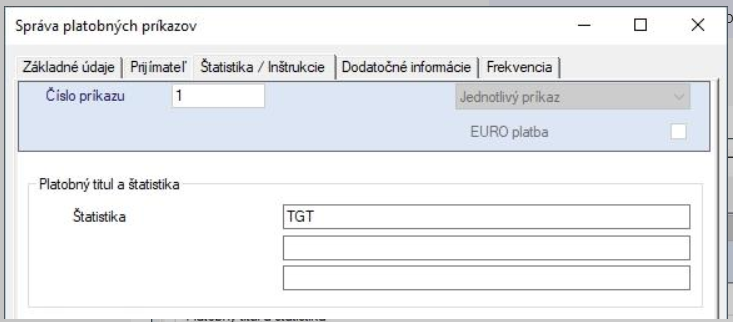 Správa platobných príkazov
Základné údaje Prijímateľ Štatistika / Inštrukcie Dodatočné informácie Frekvencia
Číslo príkazu 1 Jednotlivý príkaz
EURO platba
Platobný titul a štatistika
Štatistika TGT